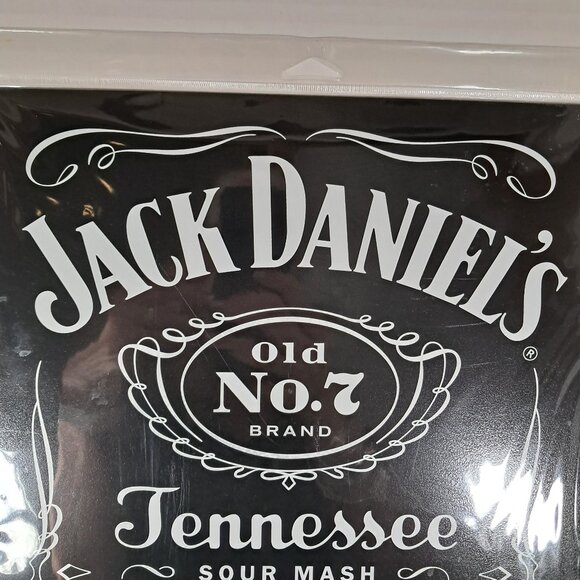 JACK DANIEL'S
®
Old
No.7
BRAND
Tennessee
SOUR MASH